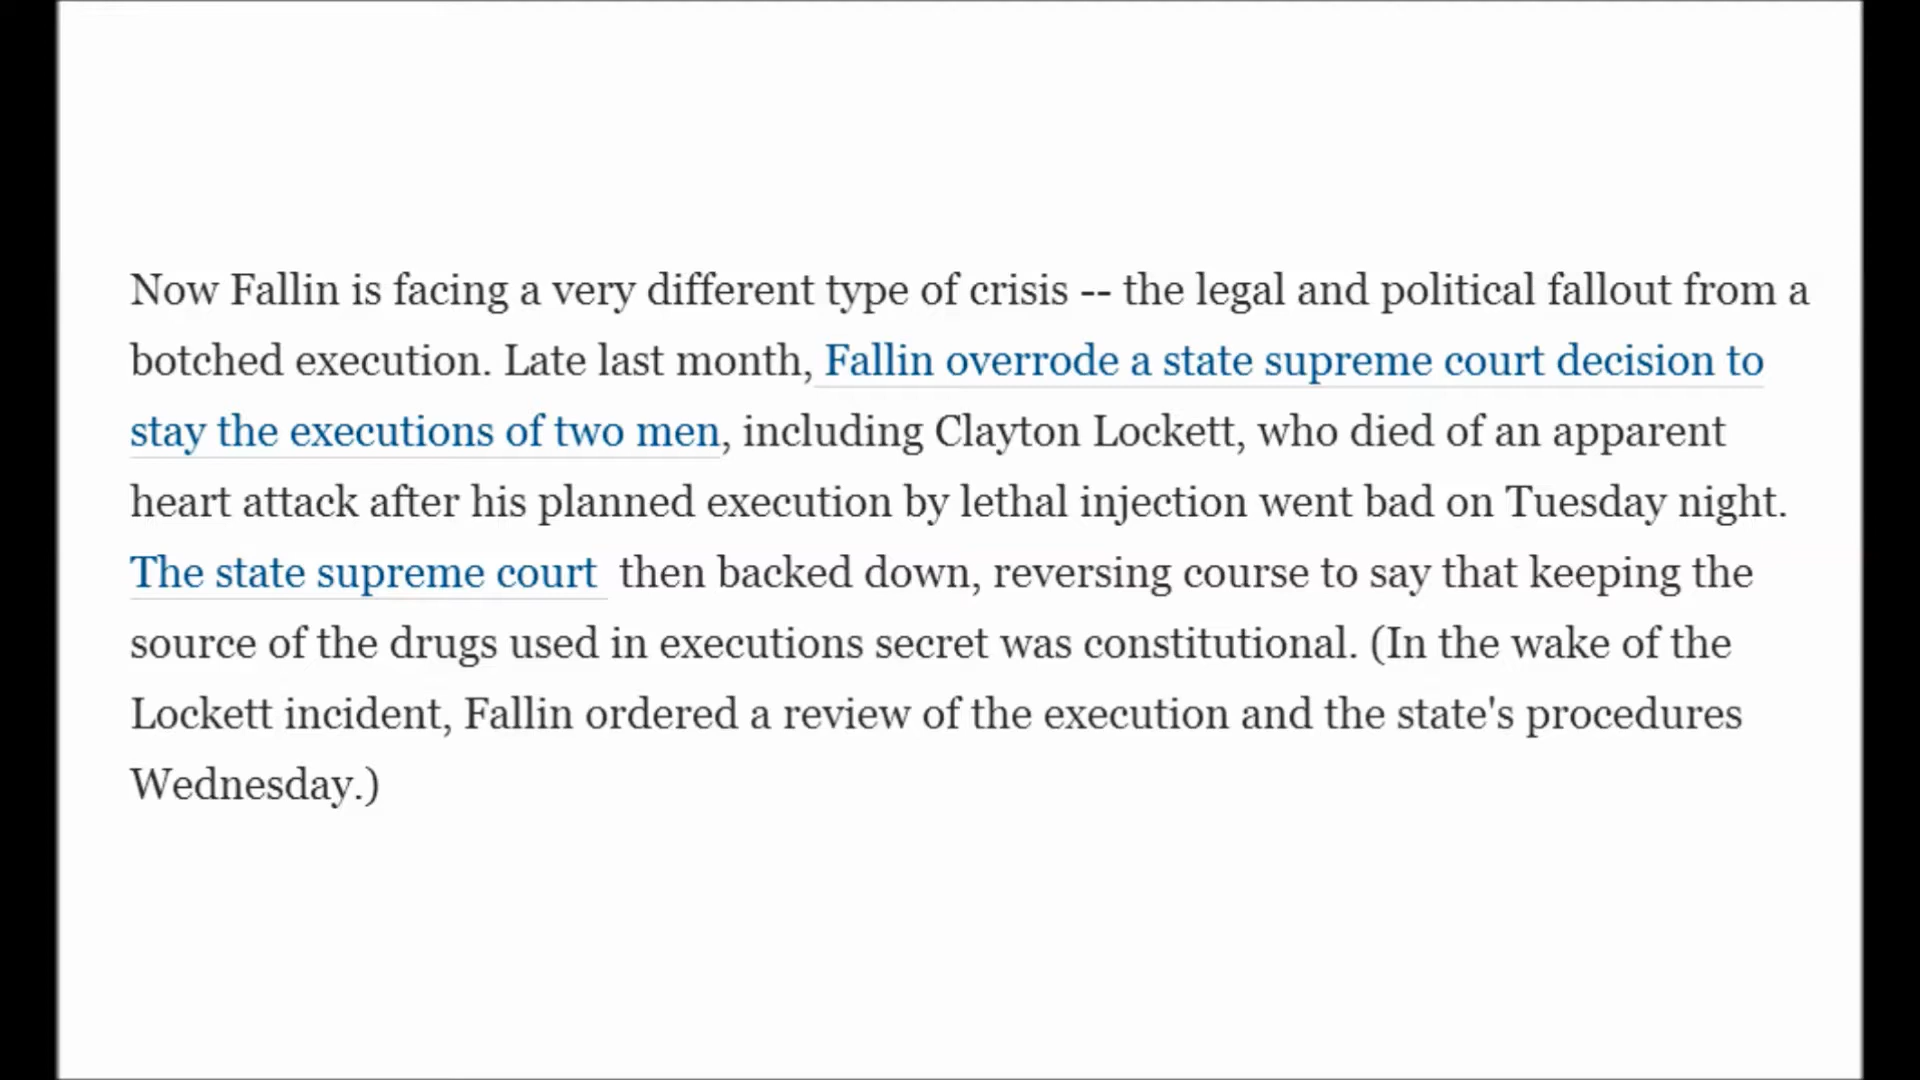 Now Fallin is facing a very different type of crisis -- the legal and political fallout from a
botched execution. Late last month, Fallin overrode a state supreme court decision to
stay the executions of two men, including Clayton Lockett, who died of an apparent
heart attack after his planned execution by lethal injection went bad on Tuesday night.
The state supreme court  then backed down, reversing course to say that keeping the
source of the drugs used in executions secret was constitutional. (In the wake of the
Lockett incident, Fallin ordered a review of the execution and the state's procedures
Wednesday.)